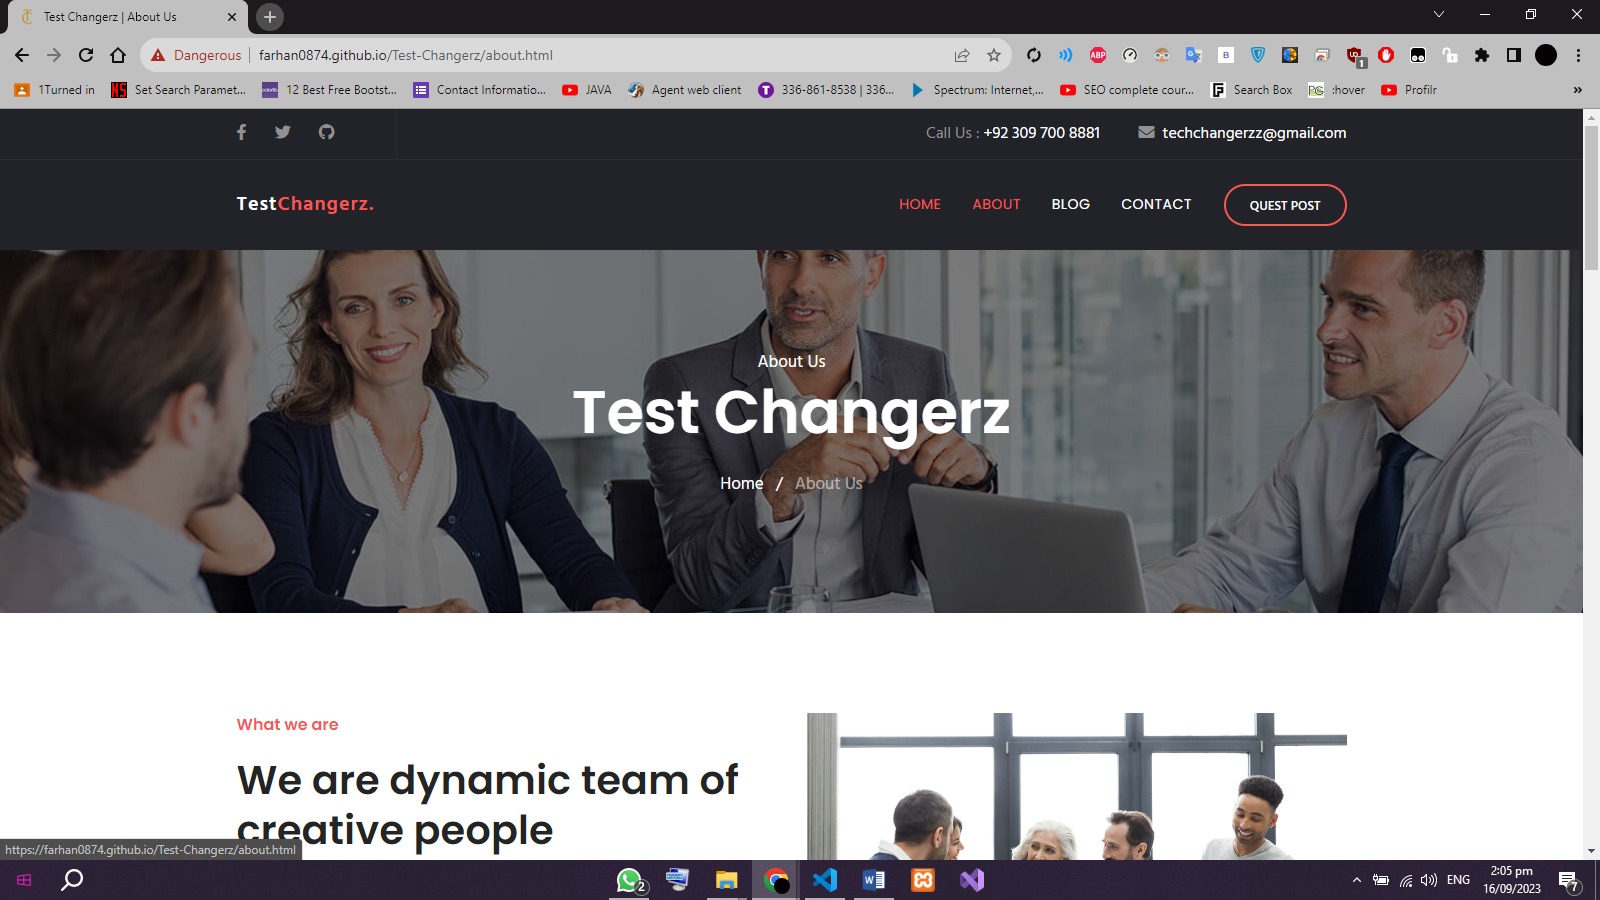 Test Changerz | About Us
Dangerous farhan0874.github.io/Test-Changerz/about.html
1Turned in Set Search Paramet... 12 Best Free Bootst... Contact Informatio... JAVA Agent web client 336-861-8538 | 336... Spectrum: Internet,... SEO complete cour... Search Box :hover Profilr »
Call Us : +92 309 700 8881 techchangerzz@gmail.com
TestChangerz. HOME ABOUT BLOG CONTACT QUEST POST
About Us
Test Changerz
Home / About Us
What we are
We are dynamic team of
creative people
https://farhan0874.github.io/Test-Changerz/about.html
2 ENG 2:05 pm
16/09/2023 7